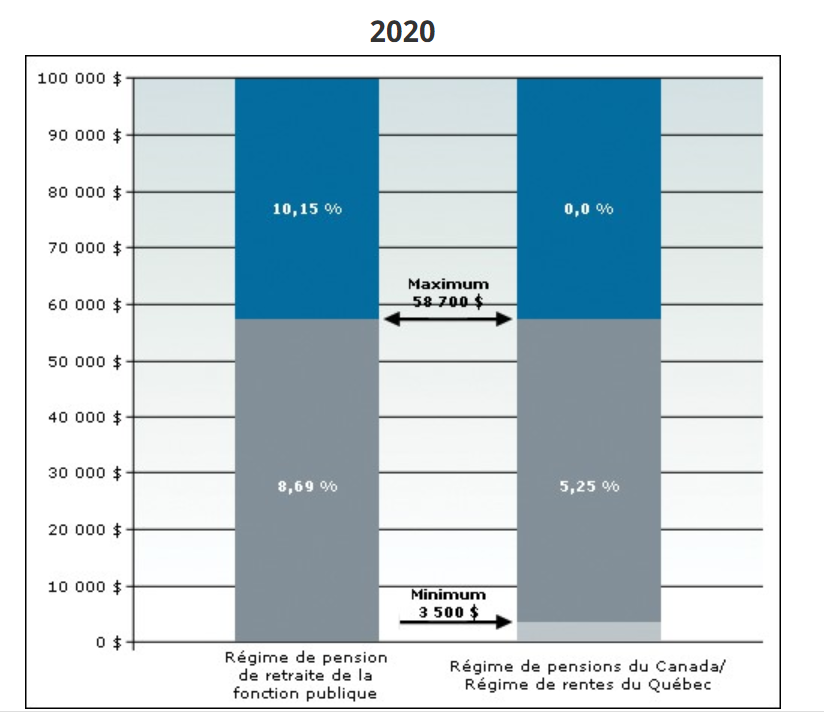 2020
100 000 $
90 000 $
80 000 $
70 000 $
60 000 $
50 000 $
40 000 $
30 000 $
20 000 $
10 000 $
0 $
10,15 %
0,0 %
Maximum
58 700 $
8,69 %
5,25 %
Minimum
3 500 $
Régime de pension
de retraite de la
fonction publique
Régime de pensions du Canada/
Régime de rentes du Québec